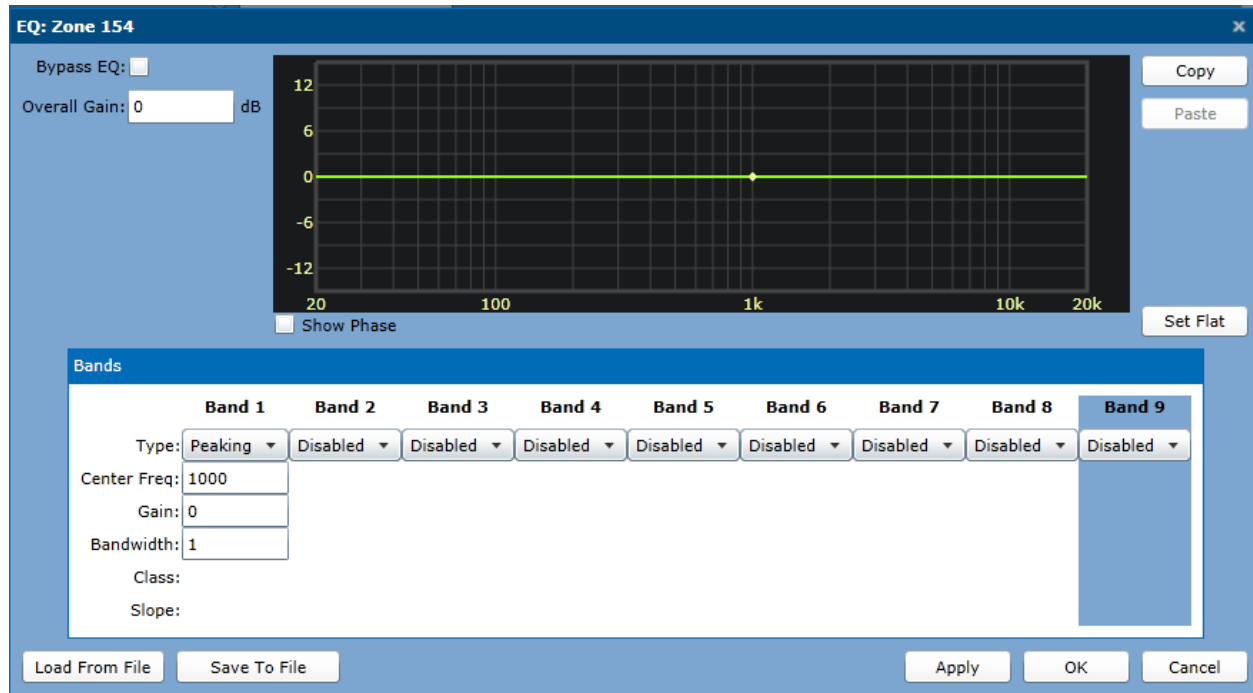 EQ: Zone 154
Bypass EQ:
Overall Gain: 0 dB
12
6
0
-6
-12
20 100 1k 10k 20k
Show Phase
Copy
Paste
Set Flat
Bands
Band 1 Band 2 Band 3 Band 4 Band 5 Band 6 Band 7 Band 8 Band 9
Type: Peaking Disabled Disabled Disabled Disabled Disabled Disabled Disabled Disabled
Center Freq: 1000
Gain: 0
Bandwidth: 1
Class:
Slope:
Load From File Save To File Apply OK Cancel